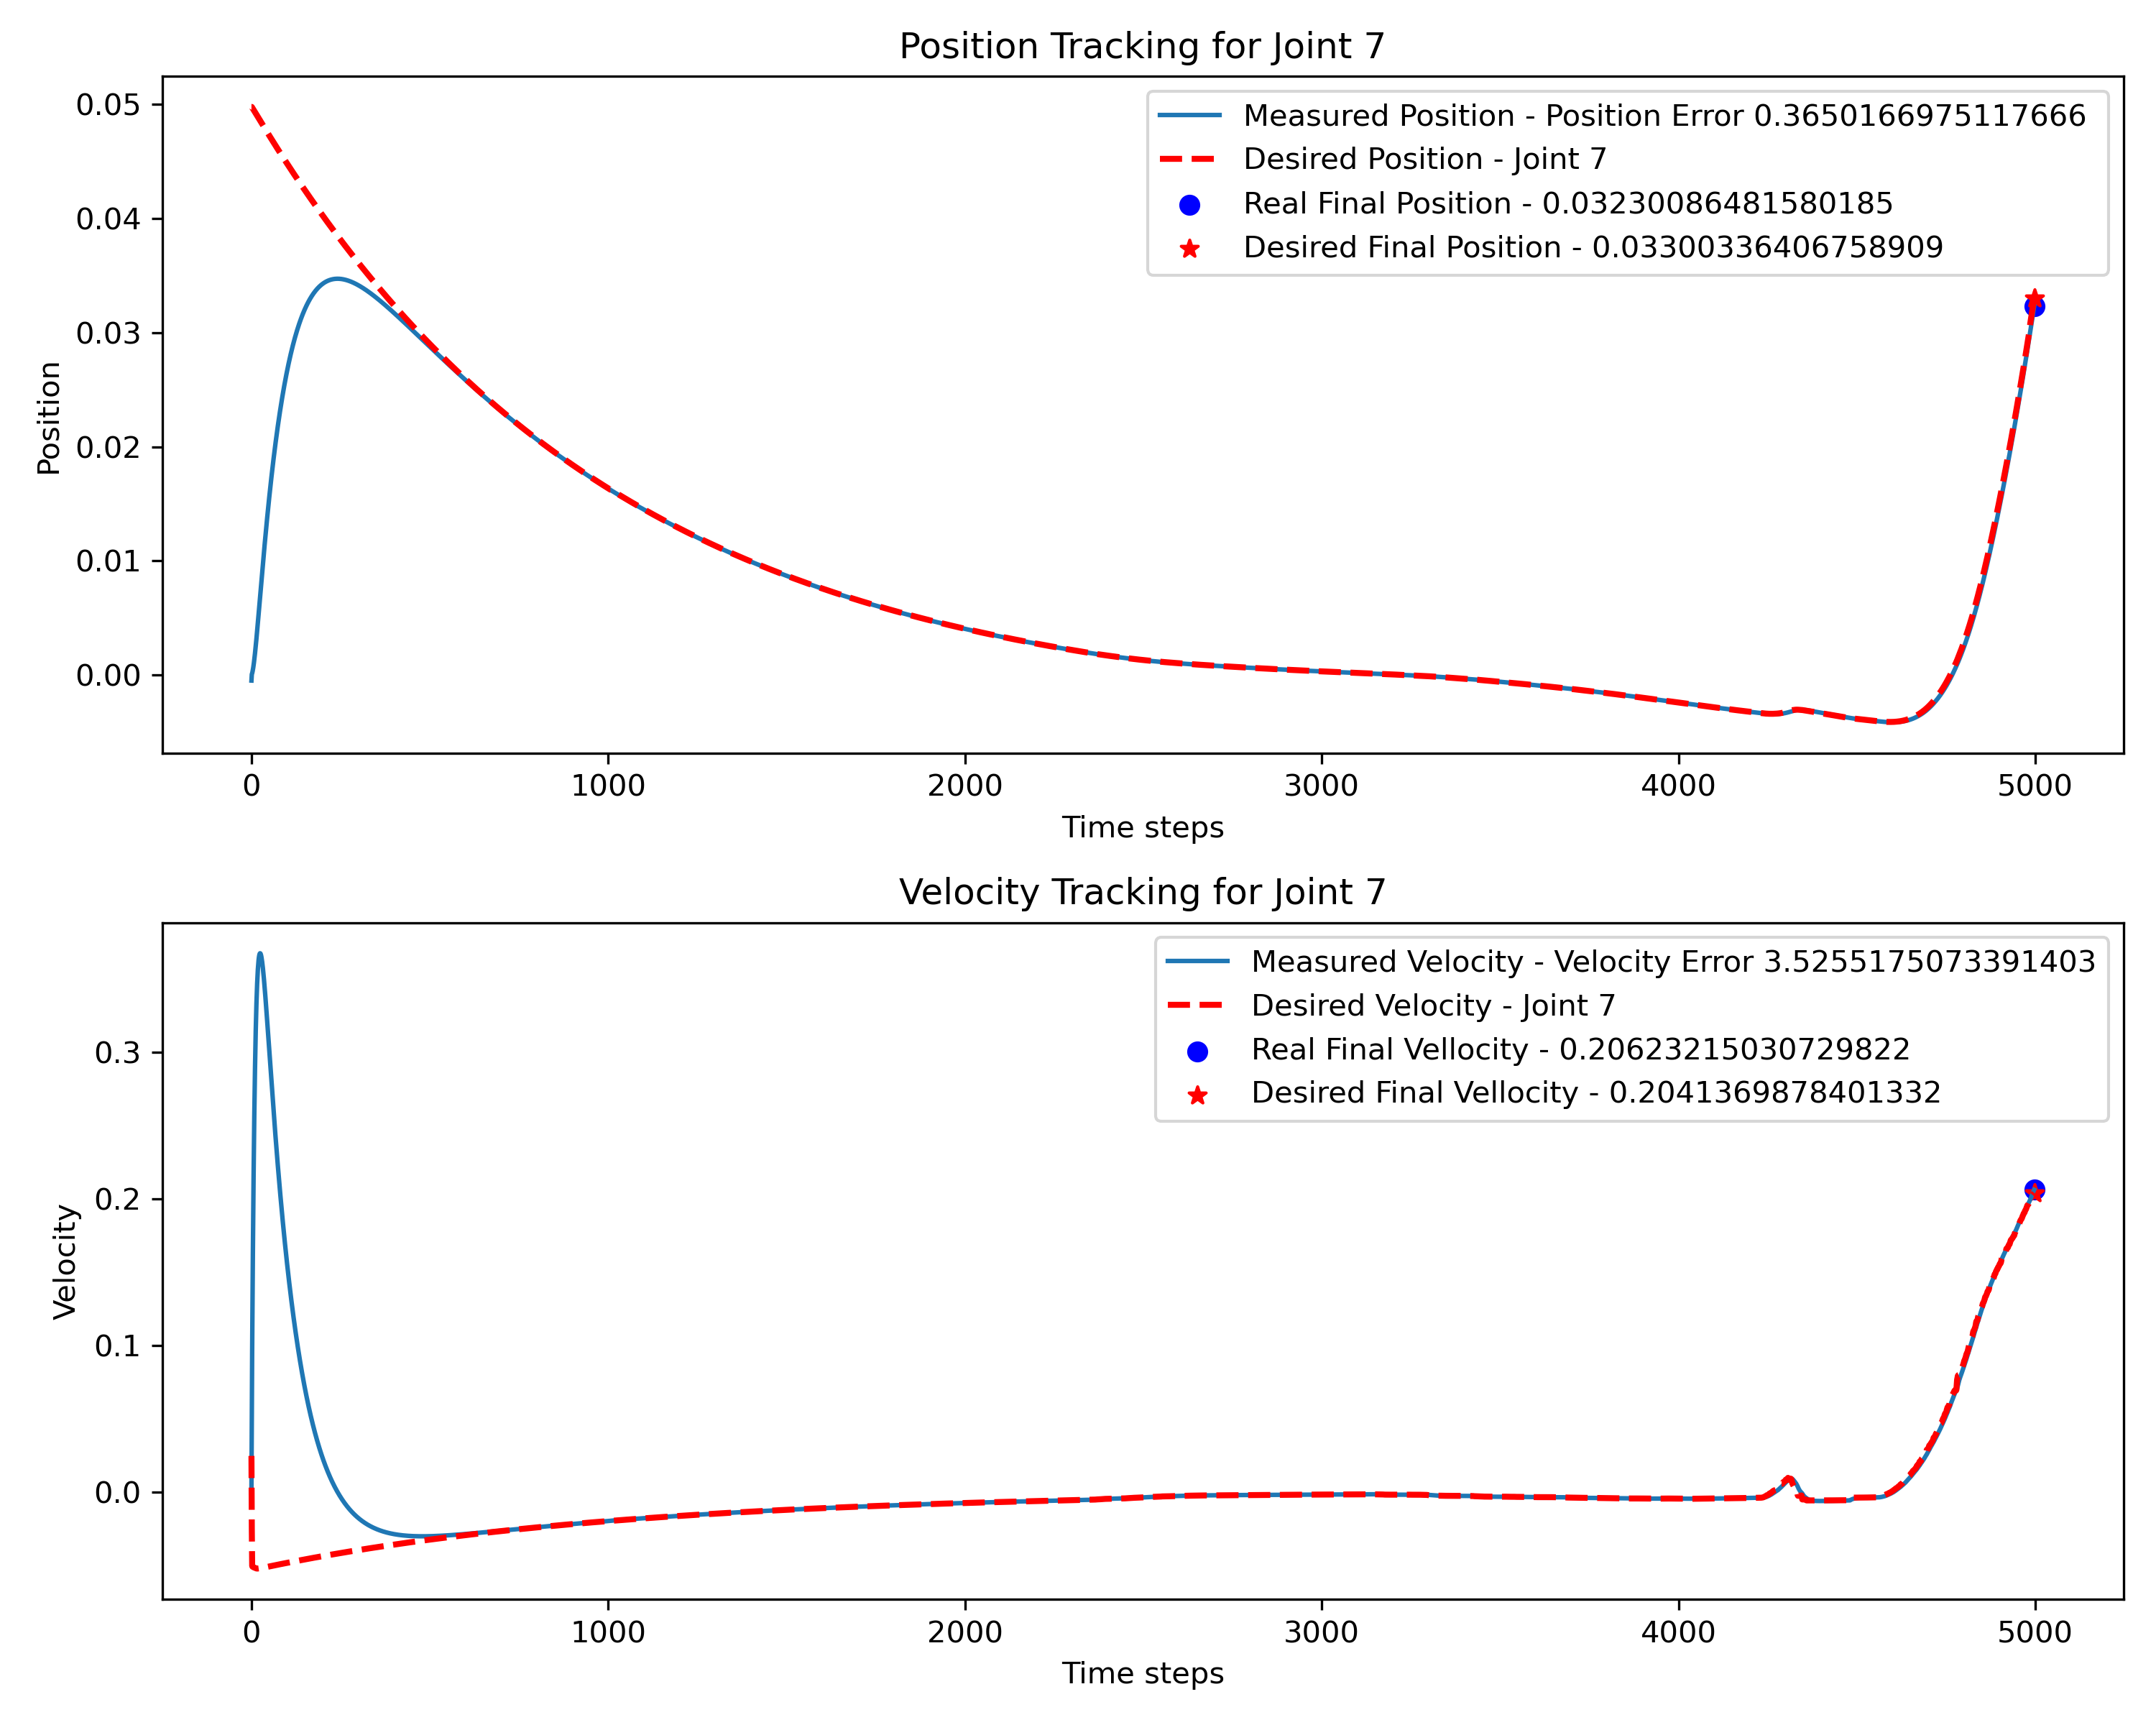 Position Tracking for Joint 7
0.05
0.04
0.03
0.02
0.01
0.00
Position
Measured Position - Position Error 0.3650166975117666
Desired Position - Joint 7
Real Final Position - 0.03230086481580185
Desired Final Position - 0.03300336406758909
0 1000 2000 3000 4000 5000
Time steps
Velocity Tracking for Joint 7
0.3
0.2
0.1
0.0
Velocity
Measured Velocity - Velocity Error 3.5255175073391403
Desired Velocity - Joint 7
Real Final Vellocity - 0.20623215030729822
Desired Final Vellocity - 0.2041369878401332
0 1000 2000 3000 4000 5000
Time steps